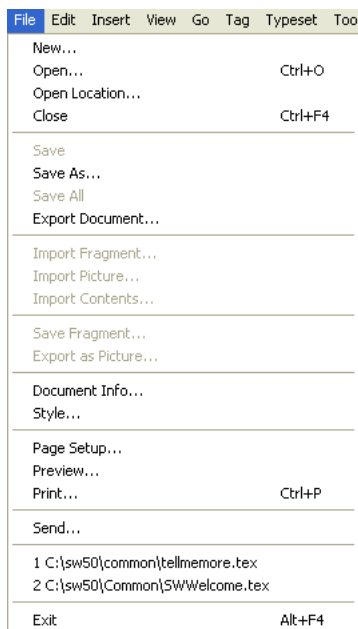 File Edit Insert View Go Tag Typeset Too
New...
Open... Ctrl+O
Open Location...
Close Ctrl+F4
Save
Save As...
Save All
Export Document...
Import Fragment...
Import Picture...
Import Contents...
Save Fragment...
Export as Picture...
Document Info...
Style...
Page Setup...
Preview...
Print... Ctrl+P
Send...
1 C:\sw50\common\tellmemore.tex
2 C:\sw50\Common\SWWelcome.tex
Exit Alt+F4